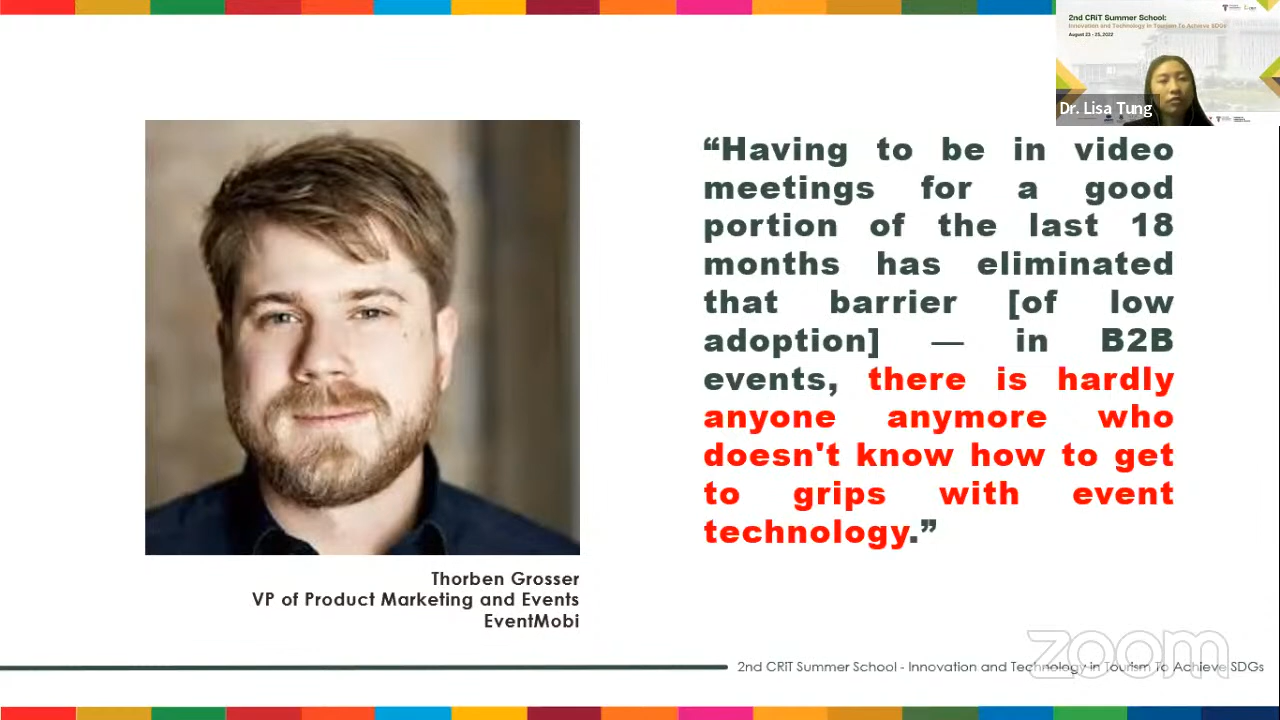 2nd CRiT Summer School:
Innovation and Technology in Tourism To Achieve SDGs
August 23 - 25, 2022
Dr. Lisa Tung
“Having to be in video
meetings for a good
portion of the last 18
months has eliminated
that barrier [of low
adoption] — in B2B
events, there is hardly
anyone anymore who
doesn't know how to get
to grips with event
technology.”
Thorben Grosser
VP of Product Marketing and Events
EventMobi
zoom
2nd CRiT Summer School - Innovation and Technology in Tourism To Achieve SDGs